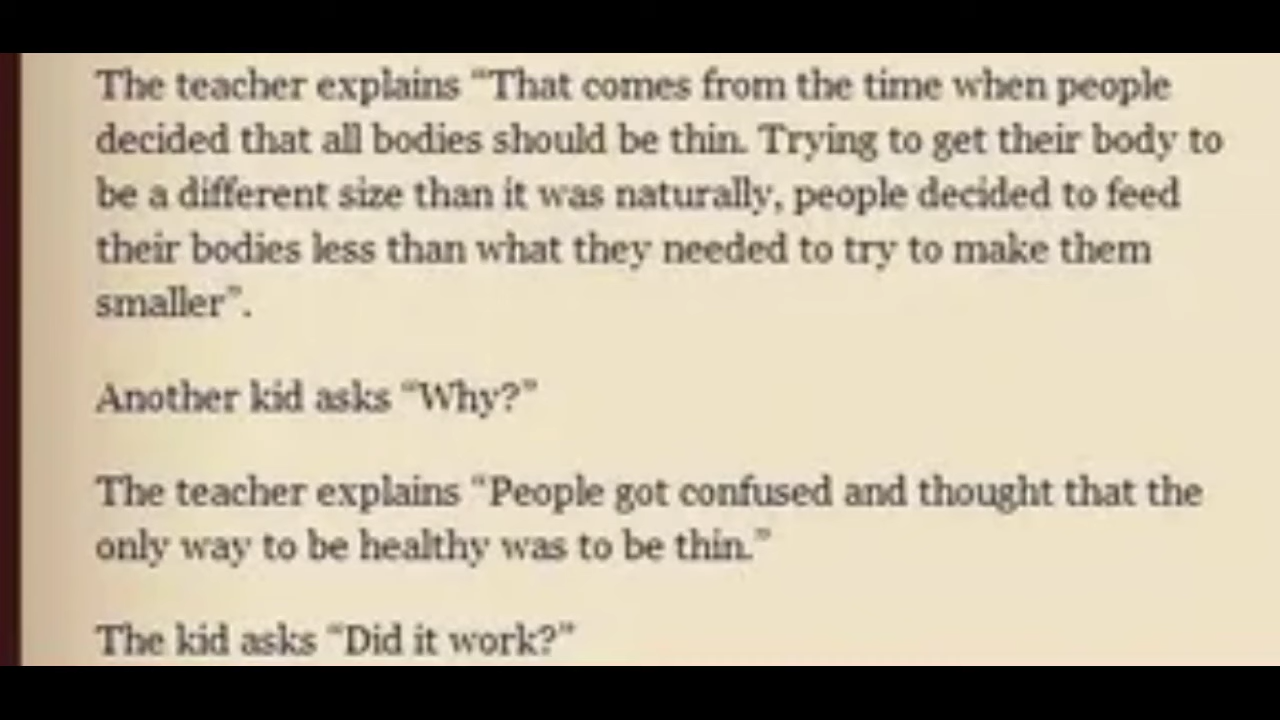 The teacher explains “That comes from the time when people
decided that all bodies should be thin. Trying to get their body to
be a different size than it was naturally, people decided to feed
their bodies less than what they needed to try to make them
smaller”.
Another kid asks “Why?”
The teacher explains “People got confused and thought that the
only way to be healthy was to be thin.”
The kid asks “Did it work?”